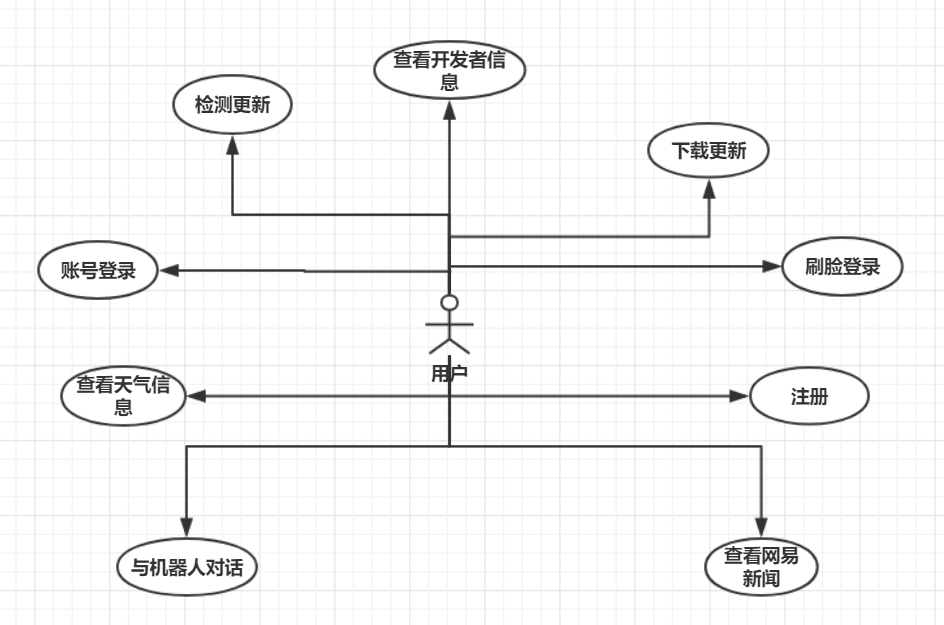 查看开发者信
息
检测更新
下载更新
账号登录
刷脸登录
用户
查看天气信
息
注册
与机器人对话
查看网易
新闻